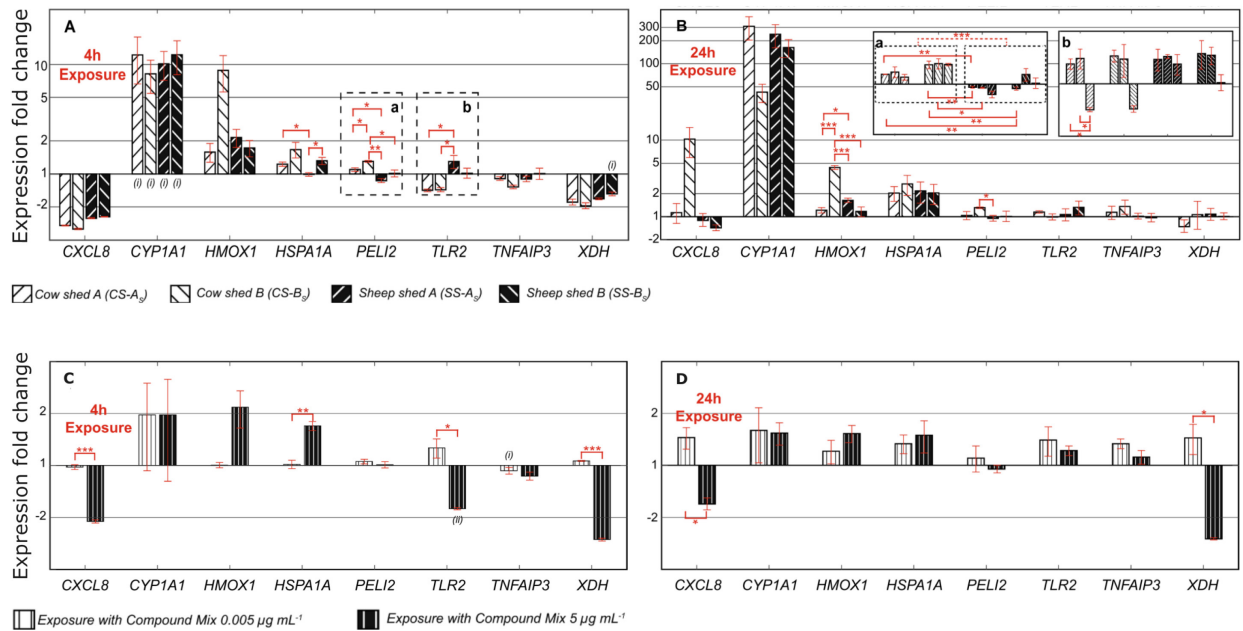 A
4h
Exposure
Expression fold change
10
5
2
1
-2
(i) (i) (i) (i)
*
*
a
*
*
*
**
b
*
*
(i)
CXCL8 CYP1A1 HMOX1 HSPA1A PELI2 TLR2 TNFAIP3 XDH
B
24h
Exposure
300
200
100
50
10
5
2
1
-2
***
*
***
***
*
a
***
**
**
*
**
**
b
*
*
CXCL8 CYP1A1 HMOX1 HSPA1A PELI2 TLR2 TNFAIP3 XDH
Cow shed A (CS-As) Cow shed B (CS-Bs) Sheep shed A (SS-As) Sheep shed B (SS-Bs)
C
4h
Exposure
Expression fold change
2
1
-2
***
**
*
(ii)
(i)
***
CXCL8 CYP1A1 HMOX1 HSPA1A PELI2 TLR2 TNFAIP3 XDH
D
24h
Exposure
2
1
-2
*
*
CXCL8 CYP1A1 HMOX1 HSPA1A PELI2 TLR2 TNFAIP3 XDH
Exposure with Compound Mix 0.005 µg mL⁻¹ Exposure with Compound Mix 5 µg mL⁻¹